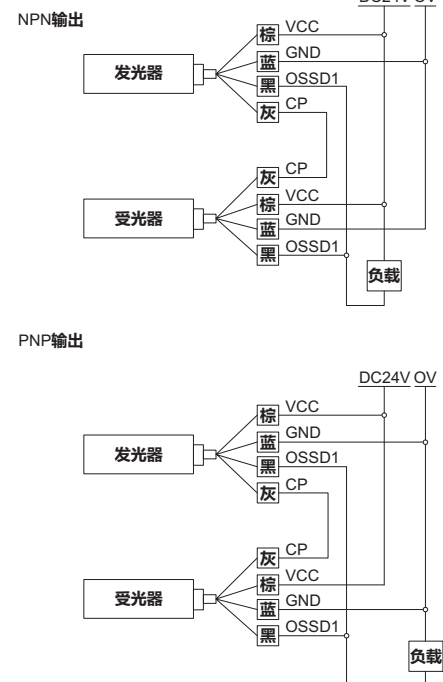 DC24V OV
NPN输出
棕 VCC
蓝 GND
发光器
黑 OSSD1
灰 CP
灰 CP
棕 VCC
受光器
蓝 GND
黑 OSSD1
负载
PNP输出
DC24V OV
棕 VCC
蓝 GND
发光器
黑 OSSD1
灰 CP
灰 CP
棕 VCC
受光器
蓝 GND
黑 OSSD1
负载